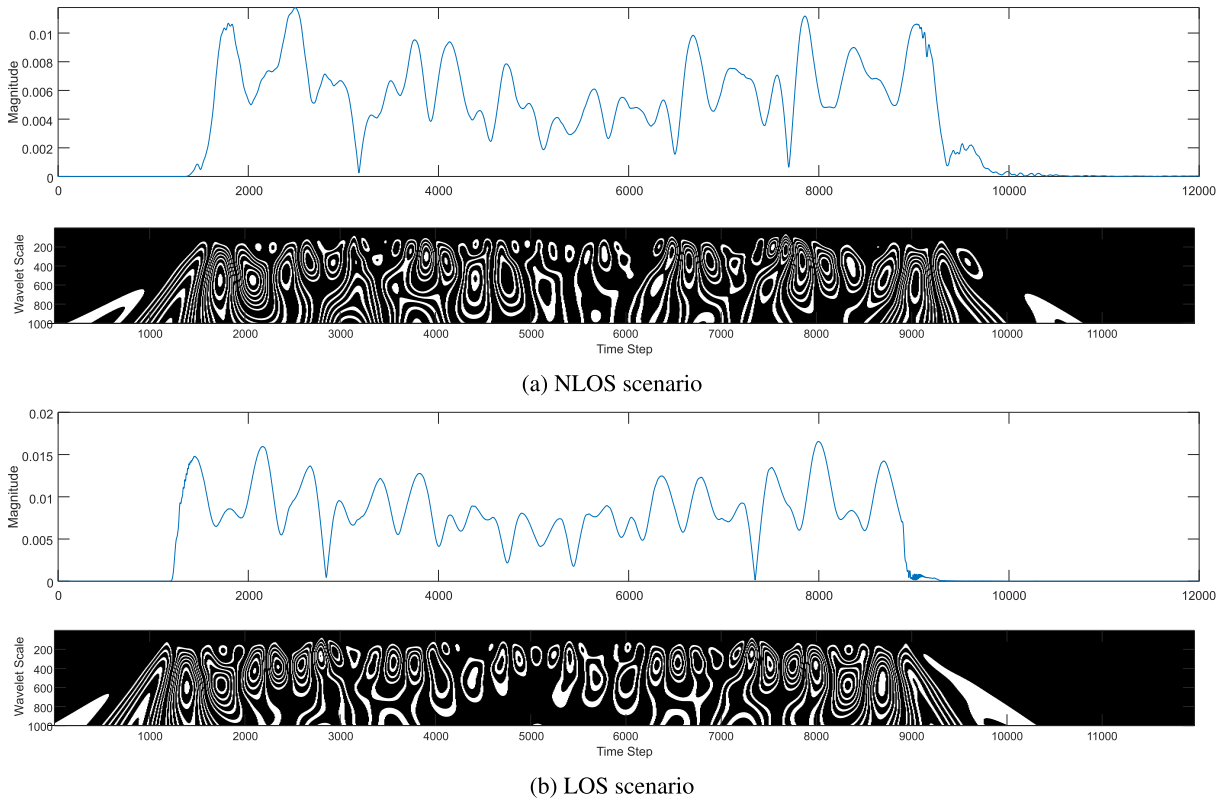 0.01
0.008
0.006
0.004
0.002
0
Magnitude
0 2000 4000 6000 8000 10000 12000
200
400
600
800
1000
Wavelet Scale
1000 2000 3000 4000 5000 6000 7000 8000 9000 10000 11000
Time Step
(a) NLOS scenario
0.02
0.015
0.01
0.005
0
Magnitude
0 2000 4000 6000 8000 10000 12000
200
400
600
800
1000
Wavelet Scale
1000 2000 3000 4000 5000 6000 7000 8000 9000 10000 11000
Time Step
(b) LOS scenario